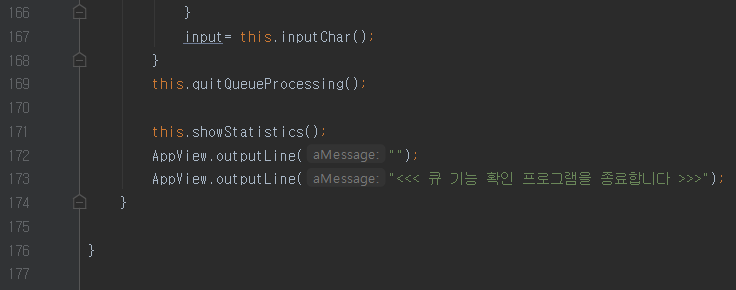 166 }
167 input= this.inputChar();
168 }
169 this.quitQueueProcessing();
170
171 this.showStatistics();
172 AppView.outputLine( aMessage: "");
173 AppView.outputLine( aMessage: "<<< 큐 기능 확인 프로그램을 종료합니다 >>>");
174 }
175
176 }
177